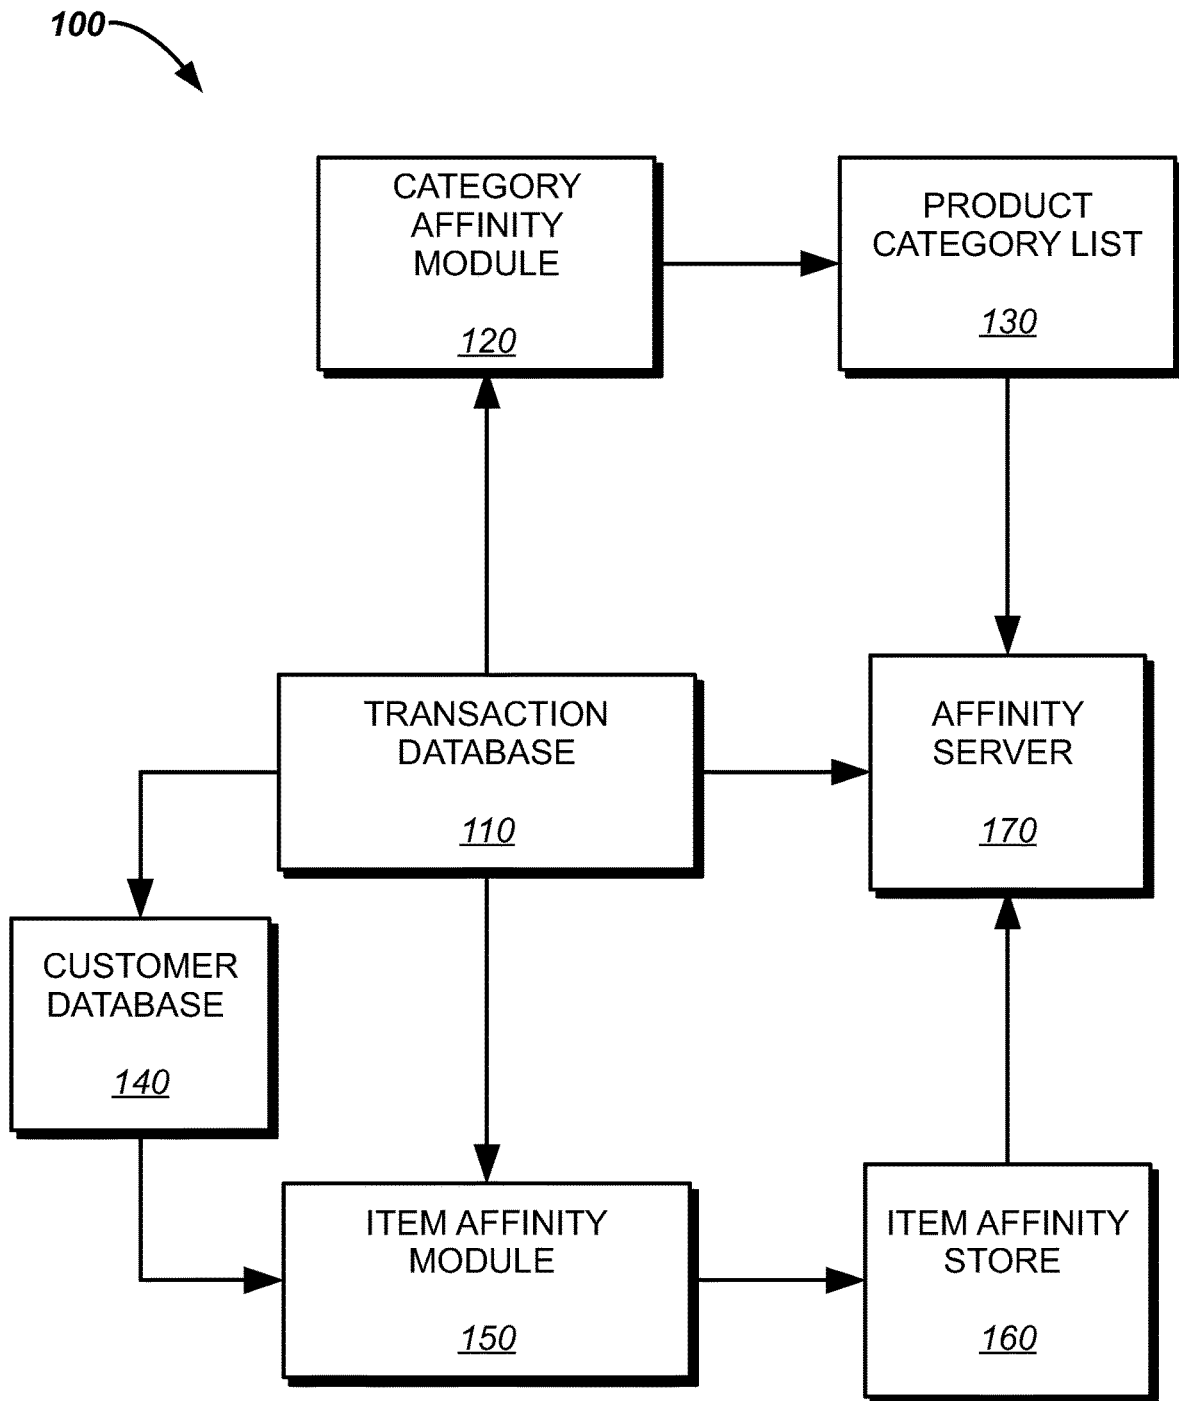 100
CATEGORY
AFFINITY
MODULE
120
PRODUCT
CATEGORY LIST
130
TRANSACTION
DATABASE
110
AFFINITY
SERVER
170
CUSTOMER
DATABASE
140
ITEM AFFINITY
MODULE
150
ITEM AFFINITY
STORE
160